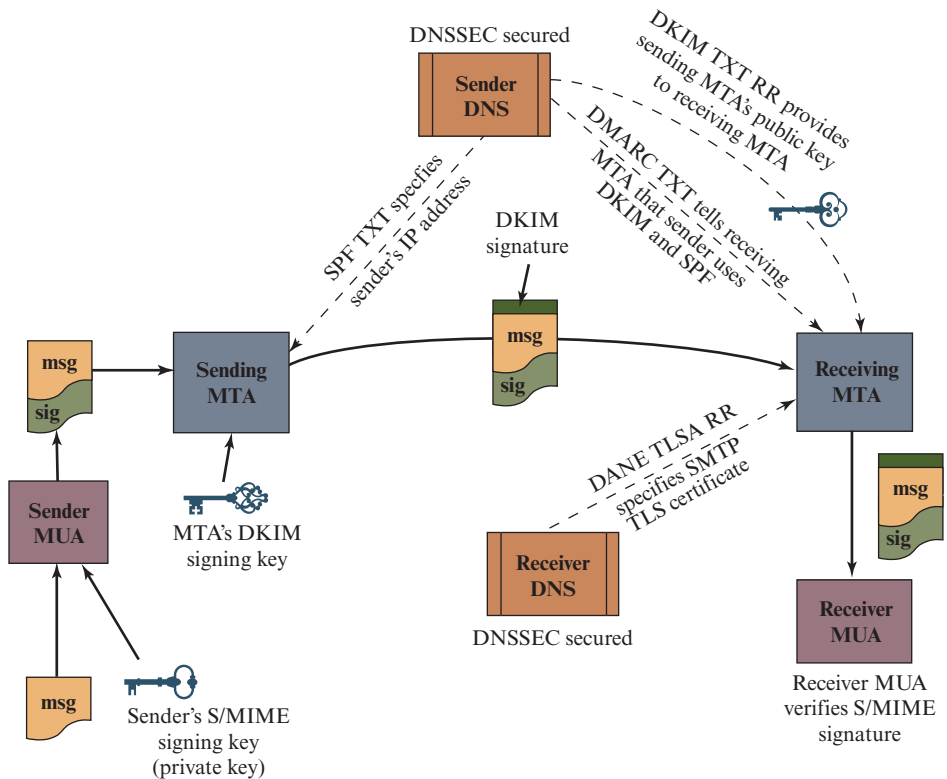 DNSSEC secured
Sender
DNS
DKIM TXT RR provides
sending MTA's public key
to receiving MTA
DMARC TXT tells receiving
MTA that sender uses
DKIM and SPF
SPF TXT specfies
sender's IP address
DKIM
signature
msg
sig
Sending
MTA
msg
sig
Receiving
MTA
DANE TLSA RR
specifies SMTP
TLS certificate
msg
sig
Sender
MUA
MTA's DKIM
signing key
Receiver
DNS
DNSSEC secured
Receiver
MUA
msg
Sender's S/MIME
signing key
(private key)
Receiver MUA
verifies S/MIME
signature